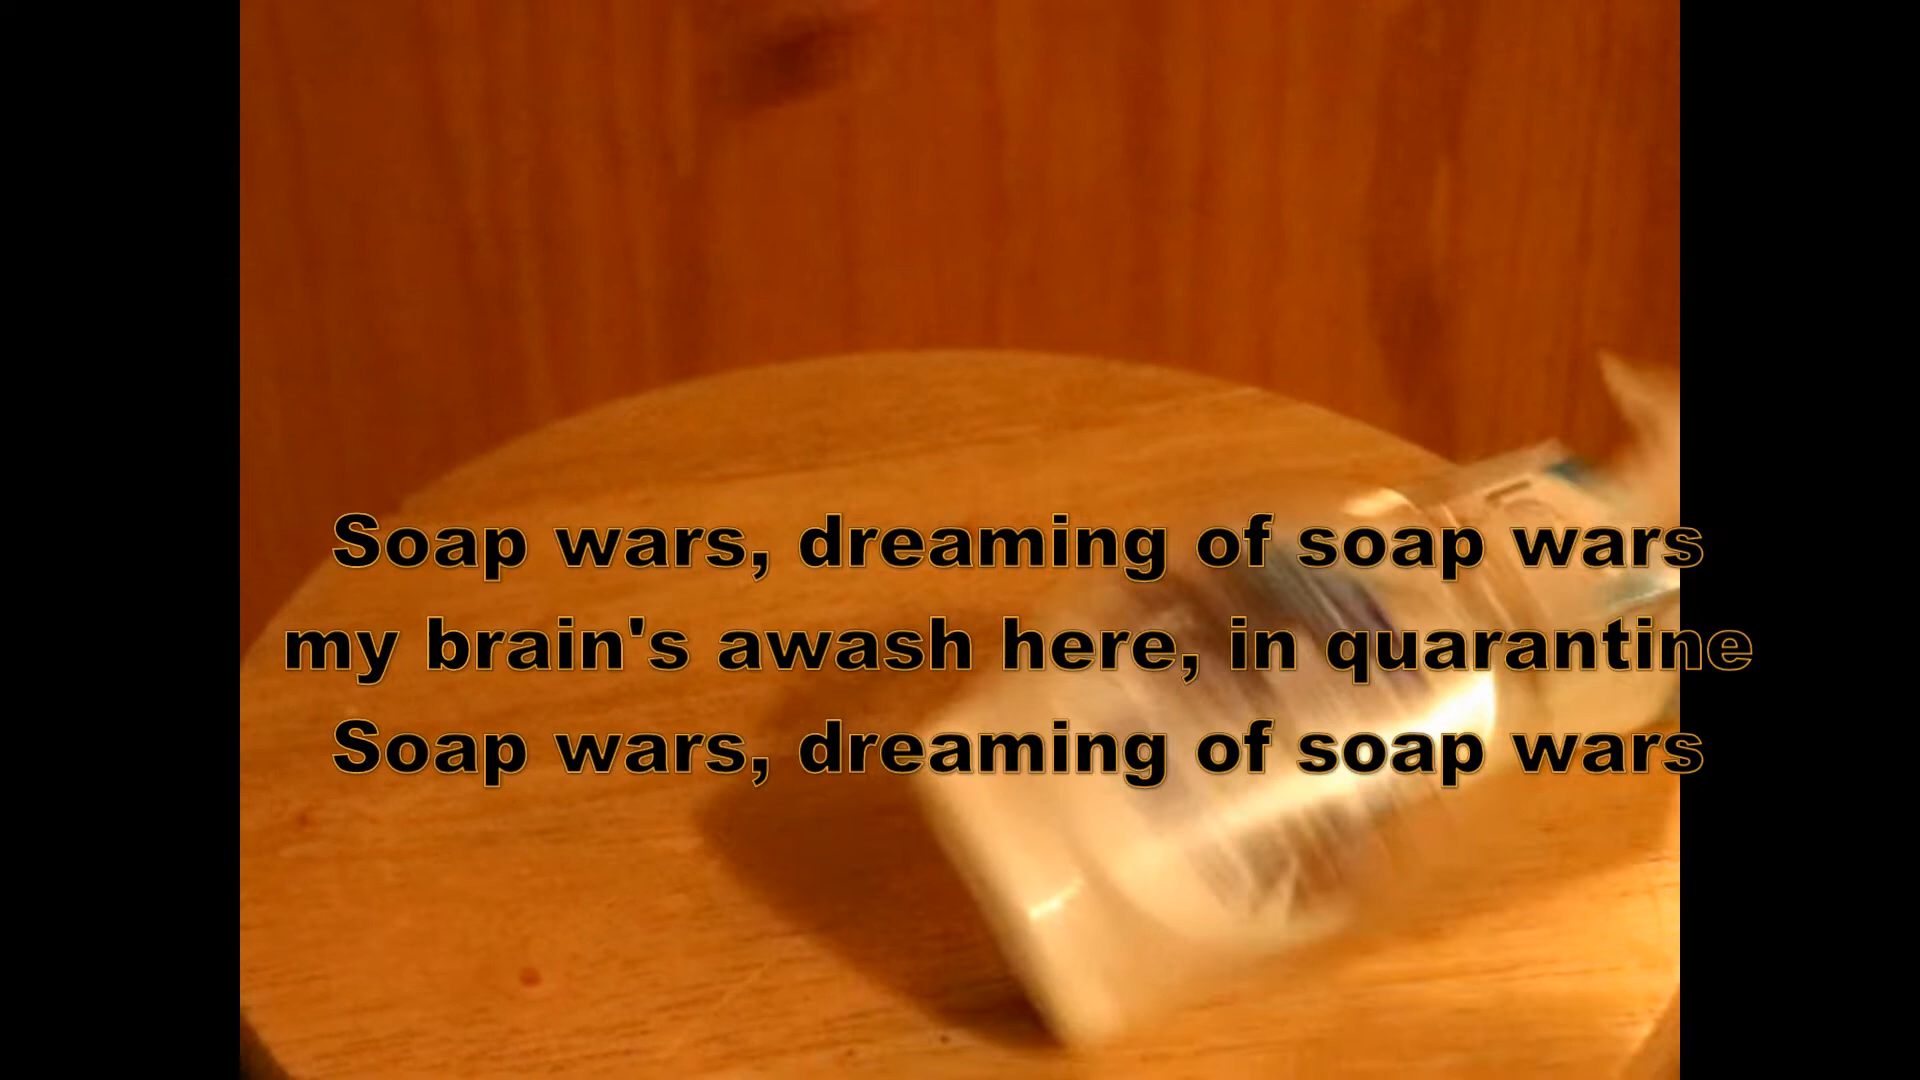 Soap wars, dreaming of soap wars
my brain's awash here, in quarantine
Soap wars, dreaming of soap wars